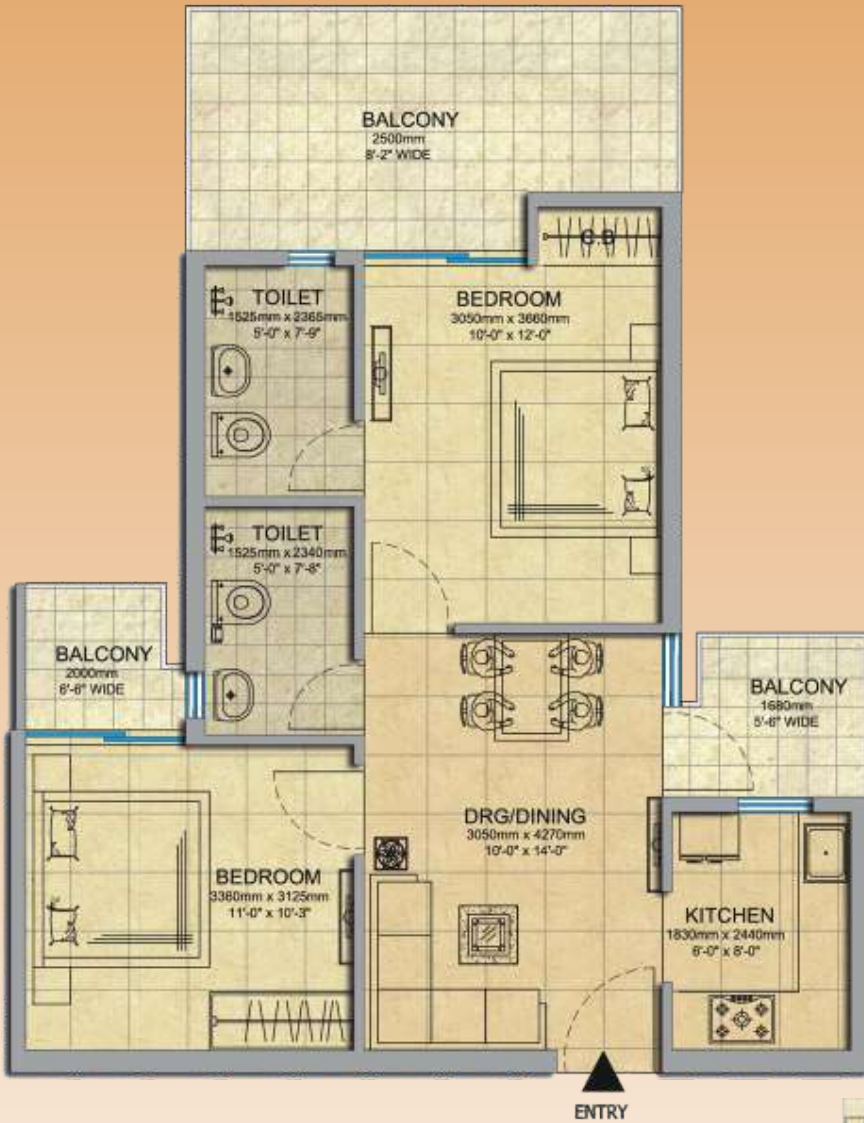 BALCONY
2500mm
8'-2" WIDE
C.B
TOILET
1525mm x 2365mm
5'-0" x 7'-9"
BEDROOM
3050mm x 3660mm
10'-0" x 12'-0"
TOILET
1525mm x 2340mm
5'-0" x 7'-8"
BALCONY
2000mm
6'-6" WIDE
BALCONY
1680mm
5'-6" WIDE
DRG/DINING
3050mm x 4270mm
10'-0" x 14'-0"
BEDROOM
3360mm x 3125mm
11'-0" x 10'-3"
KITCHEN
1830mm x 2440mm
6'-0" x 8'-0"
ENTRY